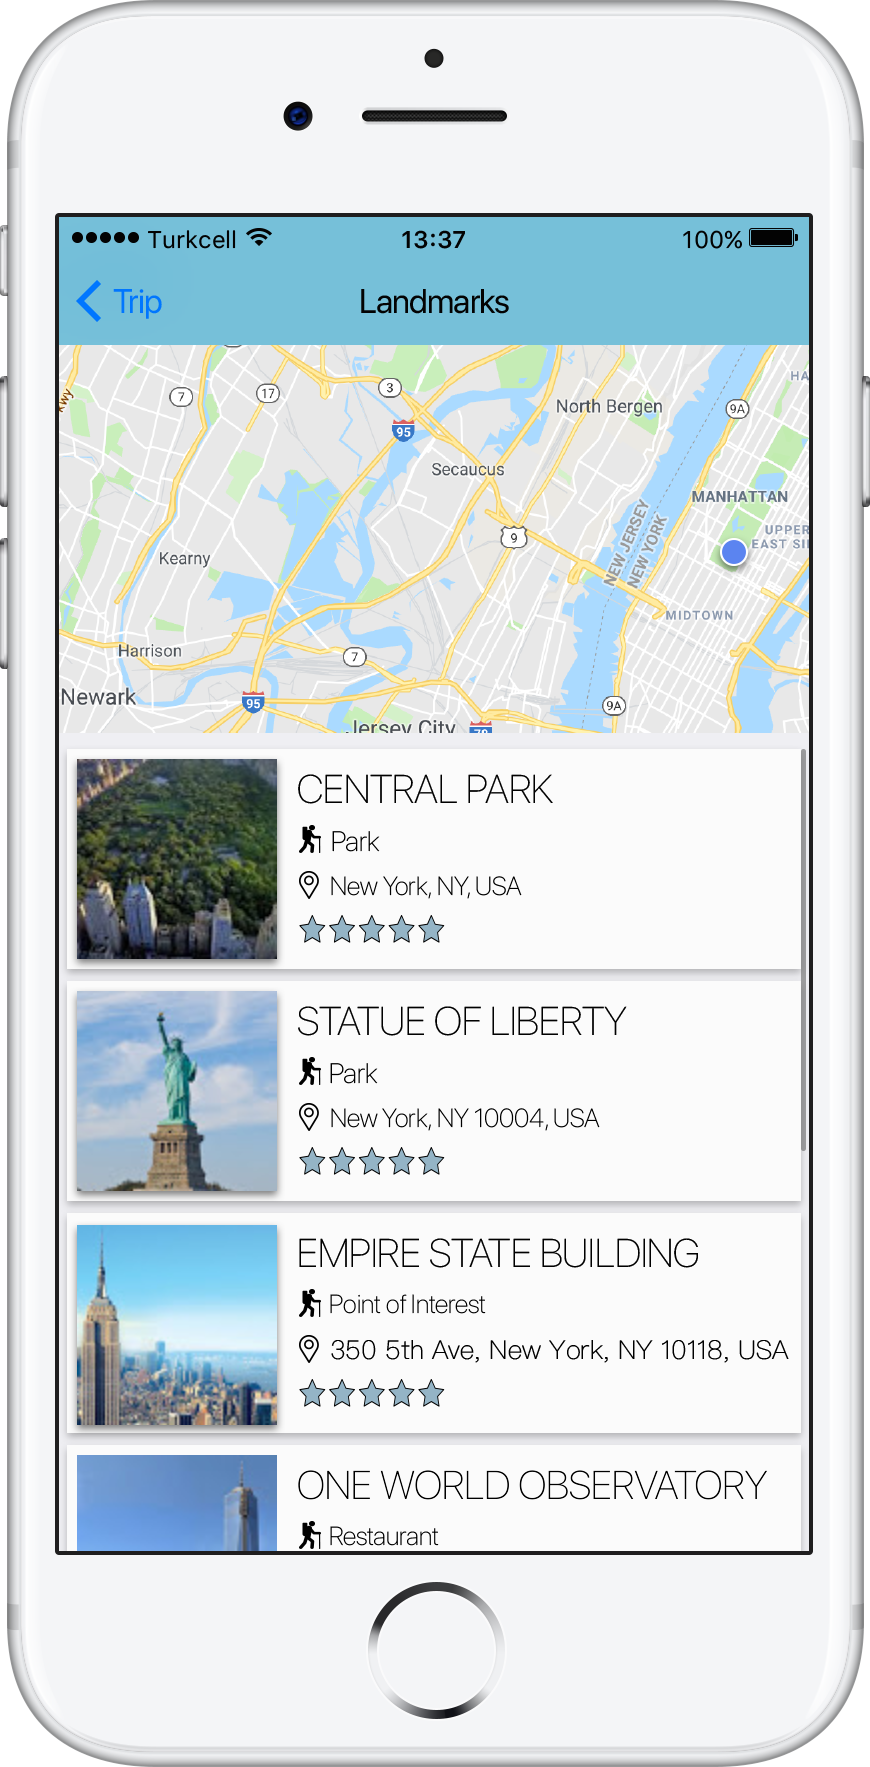 Turkcell 13:37 100%
Trip Landmarks
HA
7 17 3
North Bergen 9A
95
Secaucus
MANHATTAN
9
UPPER
EAST SI
NEW JERSEY
NEW YORK
Kearny
MIDTOWN
Harrison
7
Newark
95
9A
Jersey City
CENTRAL PARK
Park
New York, NY, USA
STATUE OF LIBERTY
Park
New York, NY 10004, USA
EMPIRE STATE BUILDING
Point of Interest
350 5th Ave, New York, NY 10118, USA
ONE WORLD OBSERVATORY
Restaurant